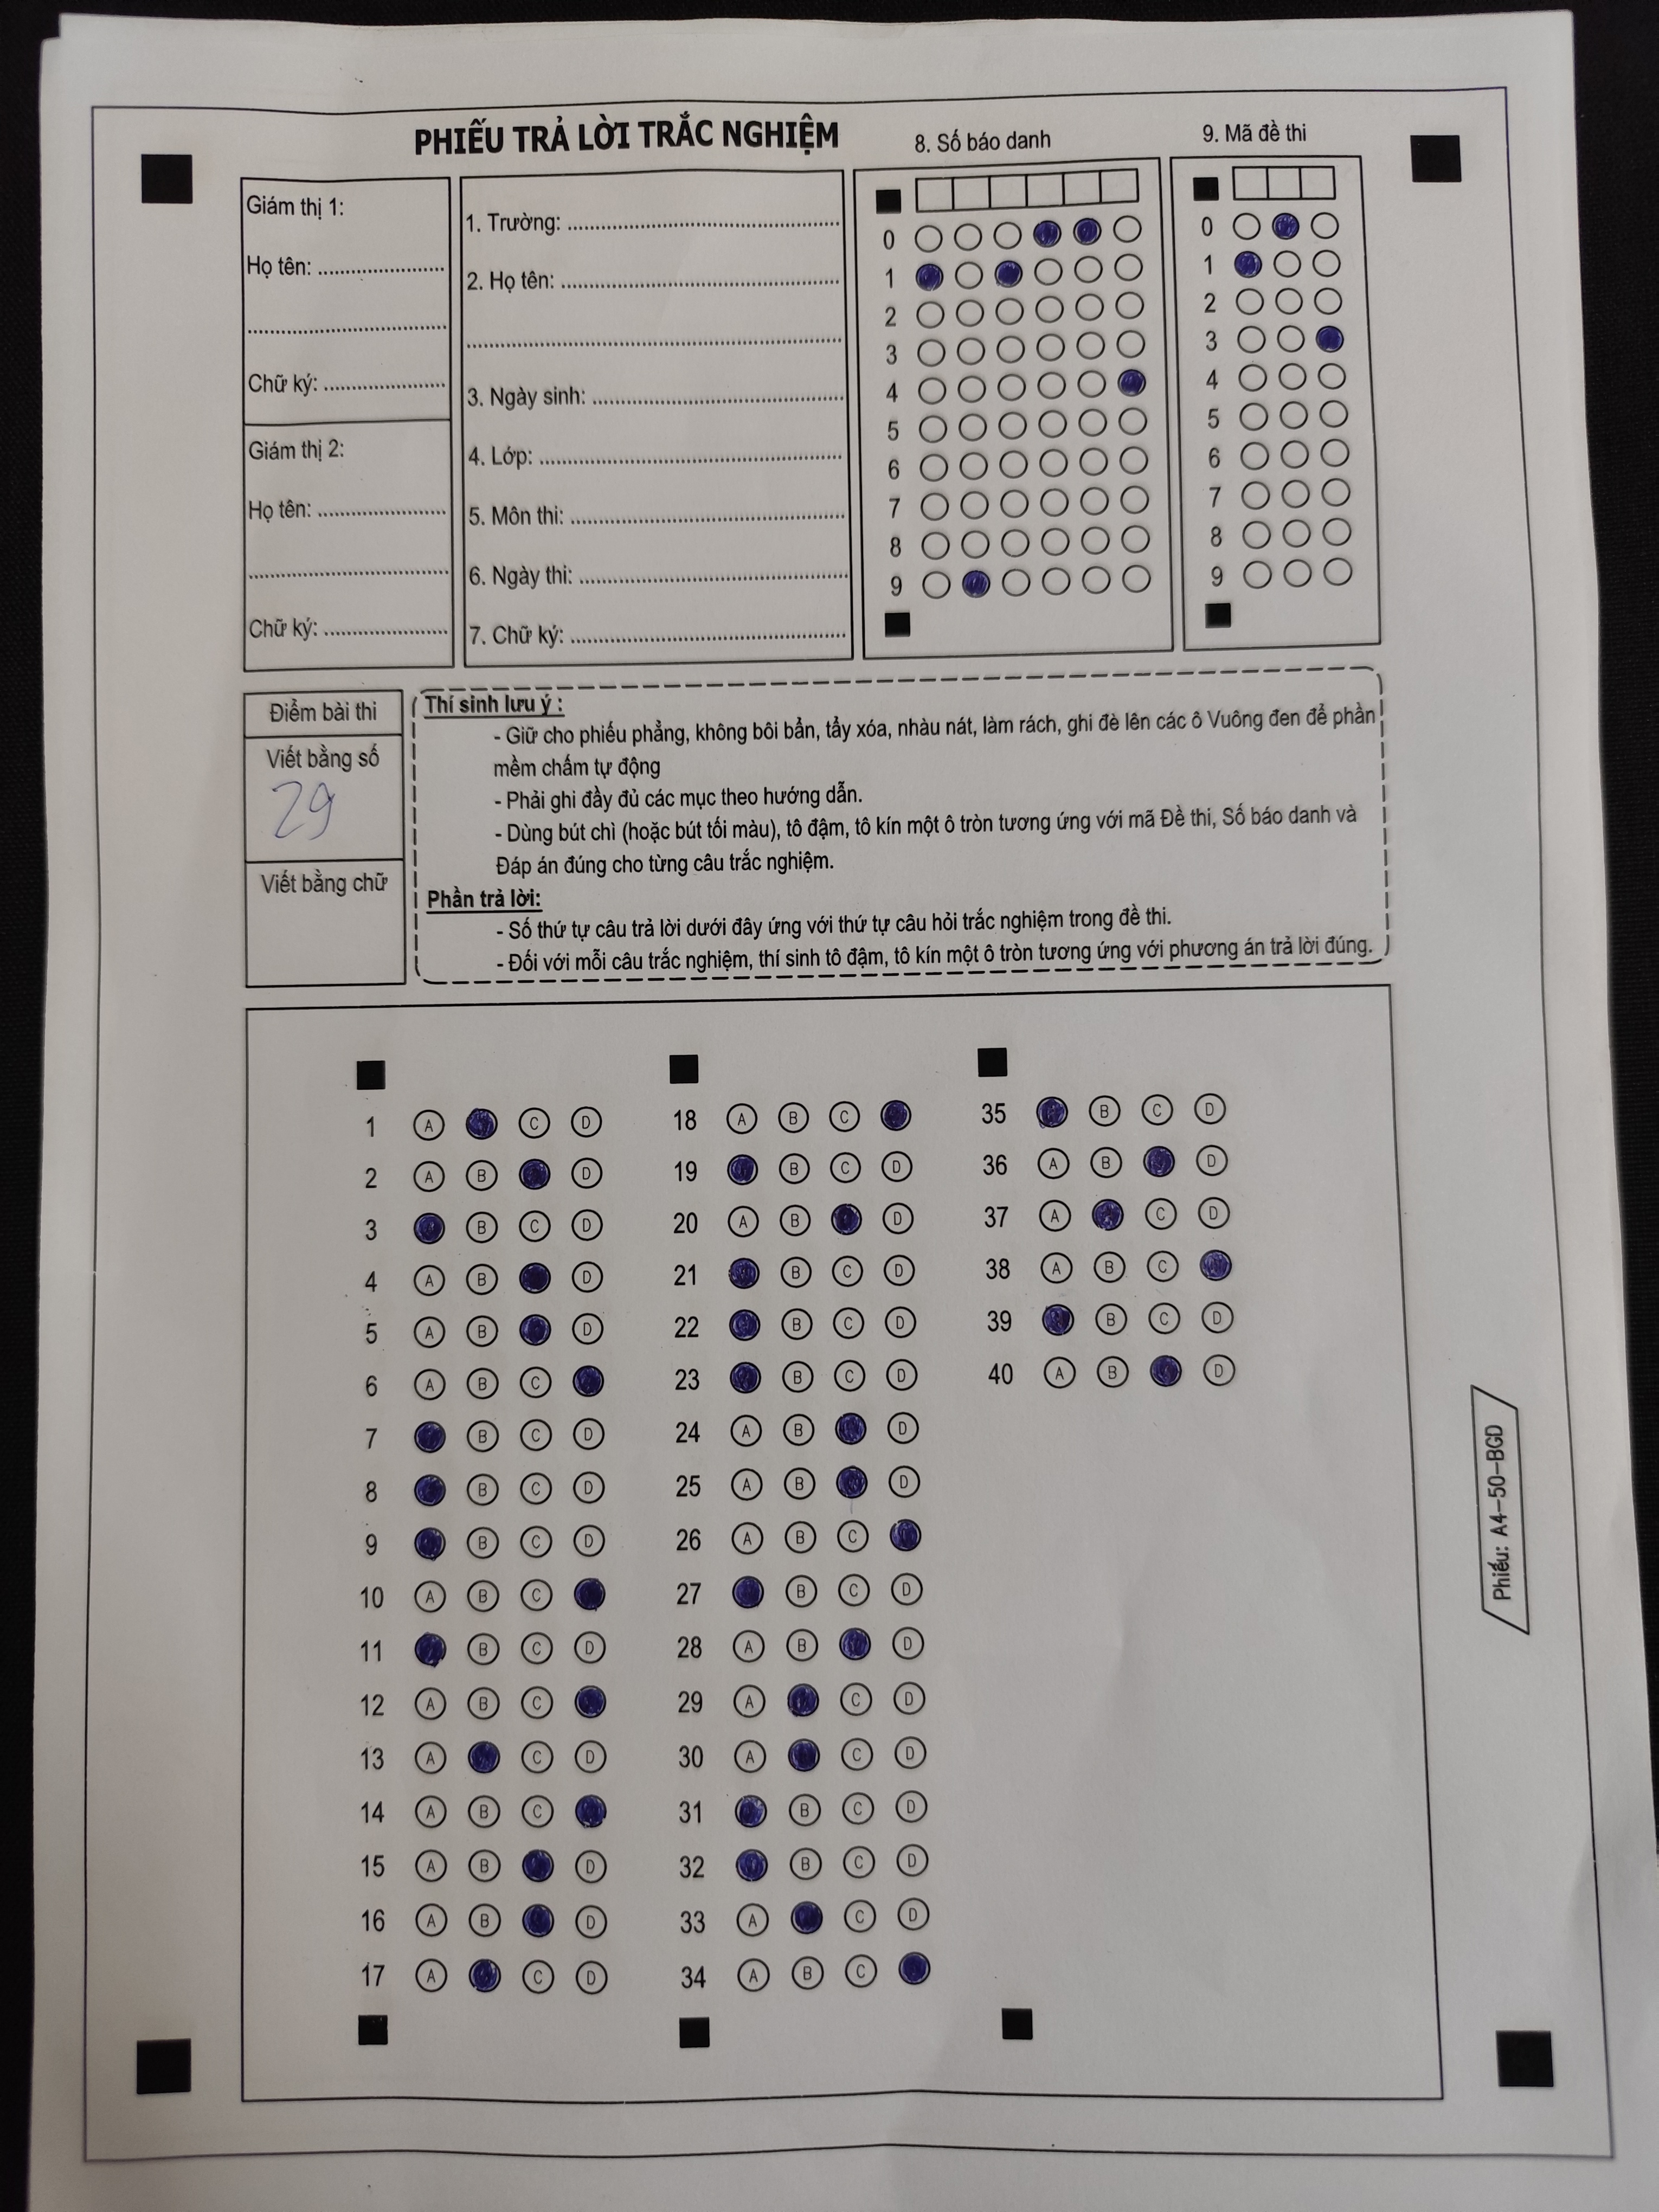 PHIẾU TRẢ LỜI TRẮC NGHIỆM
8. Số báo danh
9. Mã đề thi
Giám thị 1:
Họ tên: ......................
......................
Chữ ký: ......................
Giám thị 2:
Họ tên: ......................
......................
Chữ ký: ......................
1. Trường: ......................
2. Họ tên: ......................
......................
3. Ngày sinh: ......................
4. Lớp: ......................
5. Môn thi: ......................
6. Ngày thi: ......................
7. Chữ ký: ......................
0
1
2
3
4
5
6
7
8
9
0
1
2
3
4
5
6
7
8
9
Điểm bài thi
Viết bằng số
29
Viết bằng chữ
Thí sinh lưu ý :
- Giữ cho phiếu phẳng, không bôi bẩn, tẩy xóa, nhàu nát, làm rách, ghi đè lên các ô Vuông đen để phần
mềm chấm tự động
- Phải ghi đầy đủ các mục theo hướng dẫn.
- Dùng bút chì (hoặc bút tối màu), tô đậm, tô kín một ô tròn tương ứng với mã Đề thi, Số báo danh và
Đáp án đúng cho từng câu trắc nghiệm.
Phần trả lời:
- Số thứ tự câu trả lời dưới đây ứng với thứ tự câu hỏi trắc nghiệm trong đề thi.
- Đối với mỗi câu trắc nghiệm, thí sinh tô đậm, tô kín một ô tròn tương ứng với phương án trả lời đúng.
1 A C D
2 A B D
3 B C D
4 A B D
5 A B D
6 A B C
7 B C D
8 B C D
9 B C D
10 A B C
11 B C D
12 A B C
13 A C D
14 A B C
15 A B D
16 A B D
17 A C D
18 A B C
19 B C D
20 A B D
21 B C D
22 B C D
23 B C D
24 A B D
25 A B D
26 A B C
27 B C D
28 A B D
29 A C D
30 A C D
31 B C D
32 B C D
33 A C D
34 A B C
35 B C D
36 A B D
37 A C D
38 A B C
39 B C D
40 A B D
Phiếu: A4-50-BGD